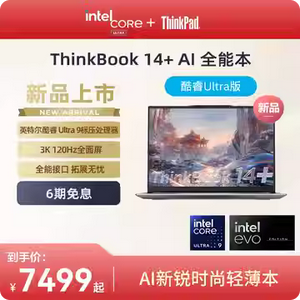 intel CORE + ThinkPad
ThinkBook 14+ AI 全能本
酷睿Ultra版
新品上市
NEW ARRIVAL
新品
英特尔酷睿 Ultra 9标压处理器
3K 120Hz全面屏
全能接口 拓展无忧
6期免息
ThinkBook
14+
intel
CORE
ULTRA 9
intel
evo
到手价：
¥7499起
AI新锐时尚轻薄本